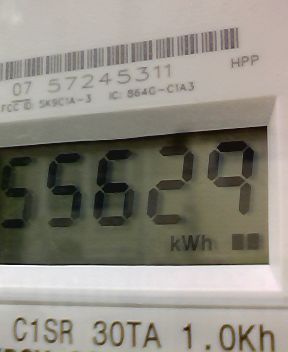 HPP
07 57245311
FCC ID: SK9C1A-3 IC: 864G-C1A3
55629
kWh
C1SR 30TA 1.0Kh